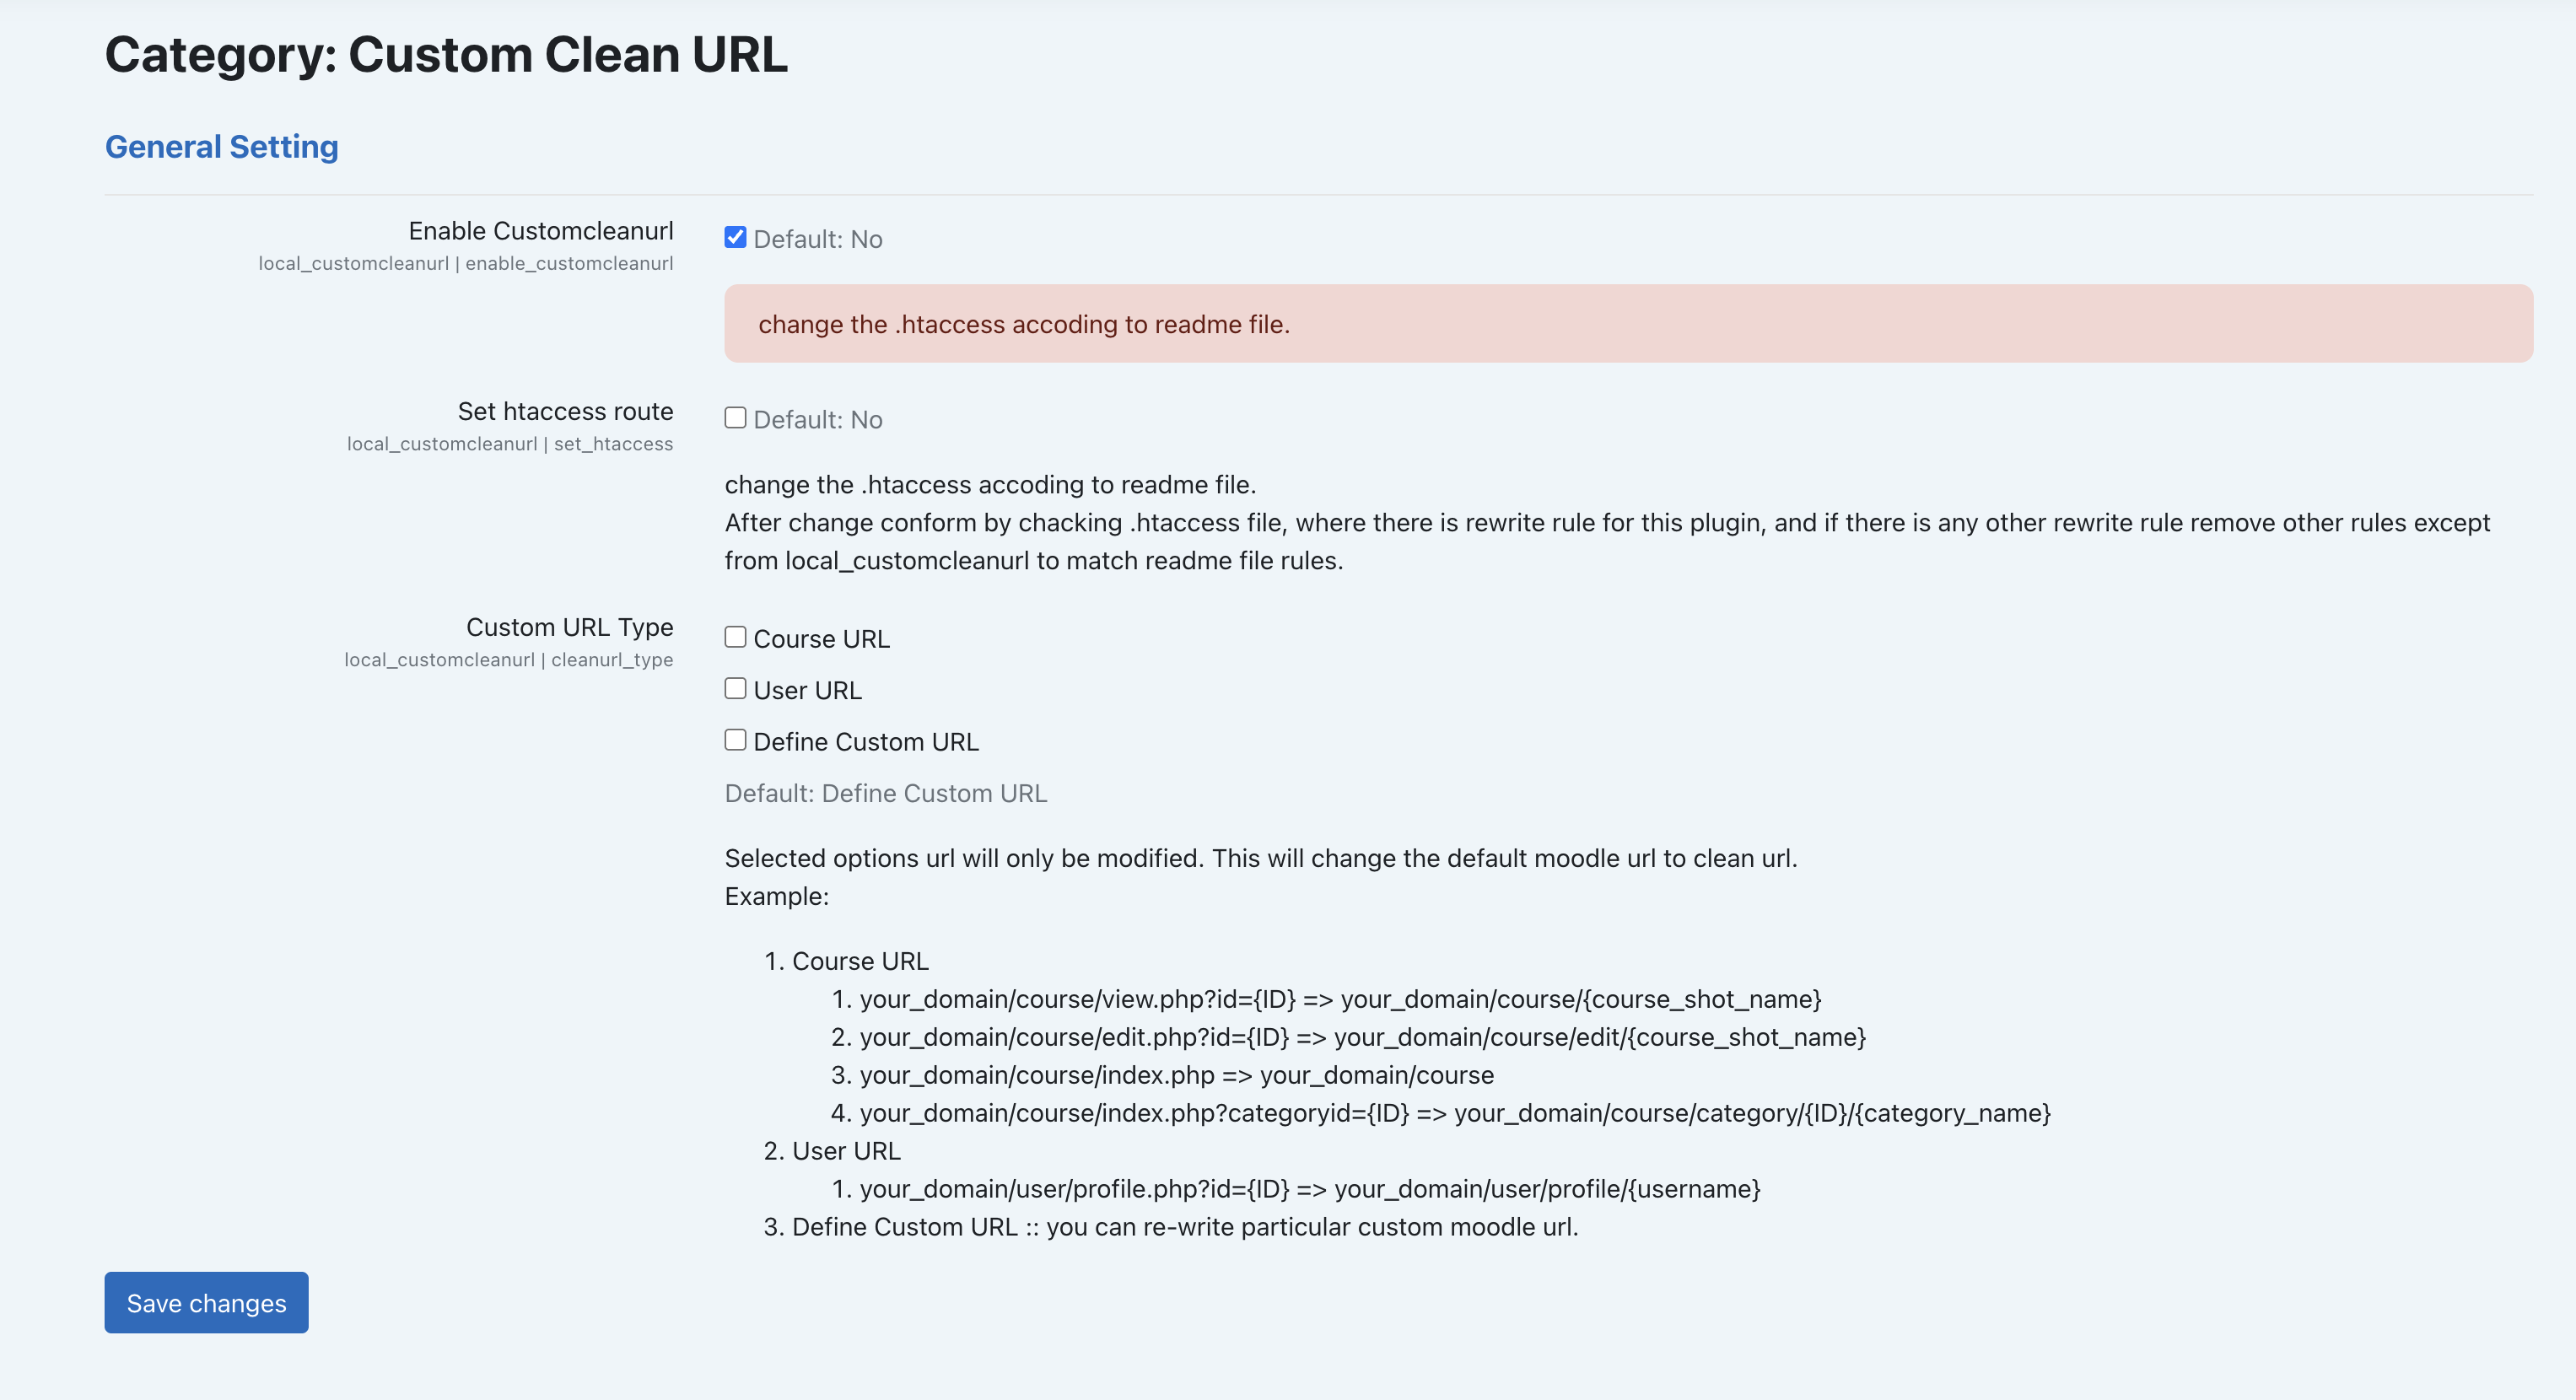 Category: Custom Clean URL
General Setting
Enable Customcleanurl
local_customcleanurl | enable_customcleanurl
Default: No
change the .htaccess accoding to readme file.
Set htaccess route
local_customcleanurl | set_htaccess
Default: No
change the .htaccess accoding to readme file.
After change conform by chacking .htaccess file, where there is rewrite rule for this plugin, and if there is any other rewrite rule remove other rules except
from local_customcleanurl to match readme file rules.
Custom URL Type
local_customcleanurl | cleanurl_type
Course URL
User URL
Define Custom URL
Default: Define Custom URL
Selected options url will only be modified. This will change the default moodle url to clean url.
Example:
1. Course URL
1. your_domain/course/view.php?id={ID} => your_domain/course/{course_shot_name}
2. your_domain/course/edit.php?id={ID} => your_domain/course/edit/{course_shot_name}
3. your_domain/course/index.php => your_domain/course
4. your_domain/course/index.php?categoryid={ID} => your_domain/course/category/{ID}/{category_name}
2. User URL
1. your_domain/user/profile.php?id={ID} => your_domain/user/profile/{username}
3. Define Custom URL :: you can re-write particular custom moodle url.
Save changes